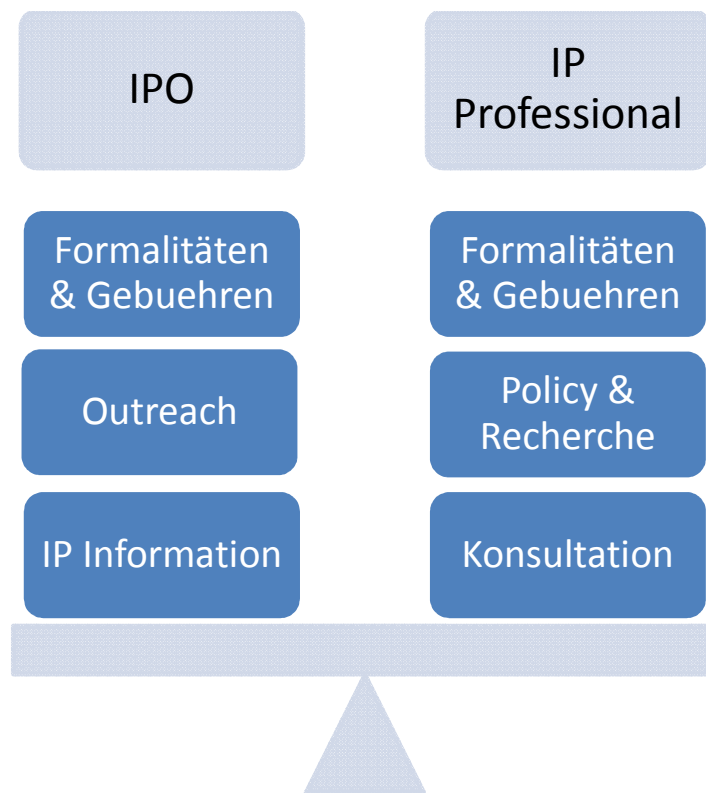 IPO
IP
Professional
Formalitäten
& Gebuehren
Formalitäten
& Gebuehren
Outreach
Policy &
Recherche
IP Information
Konsultation